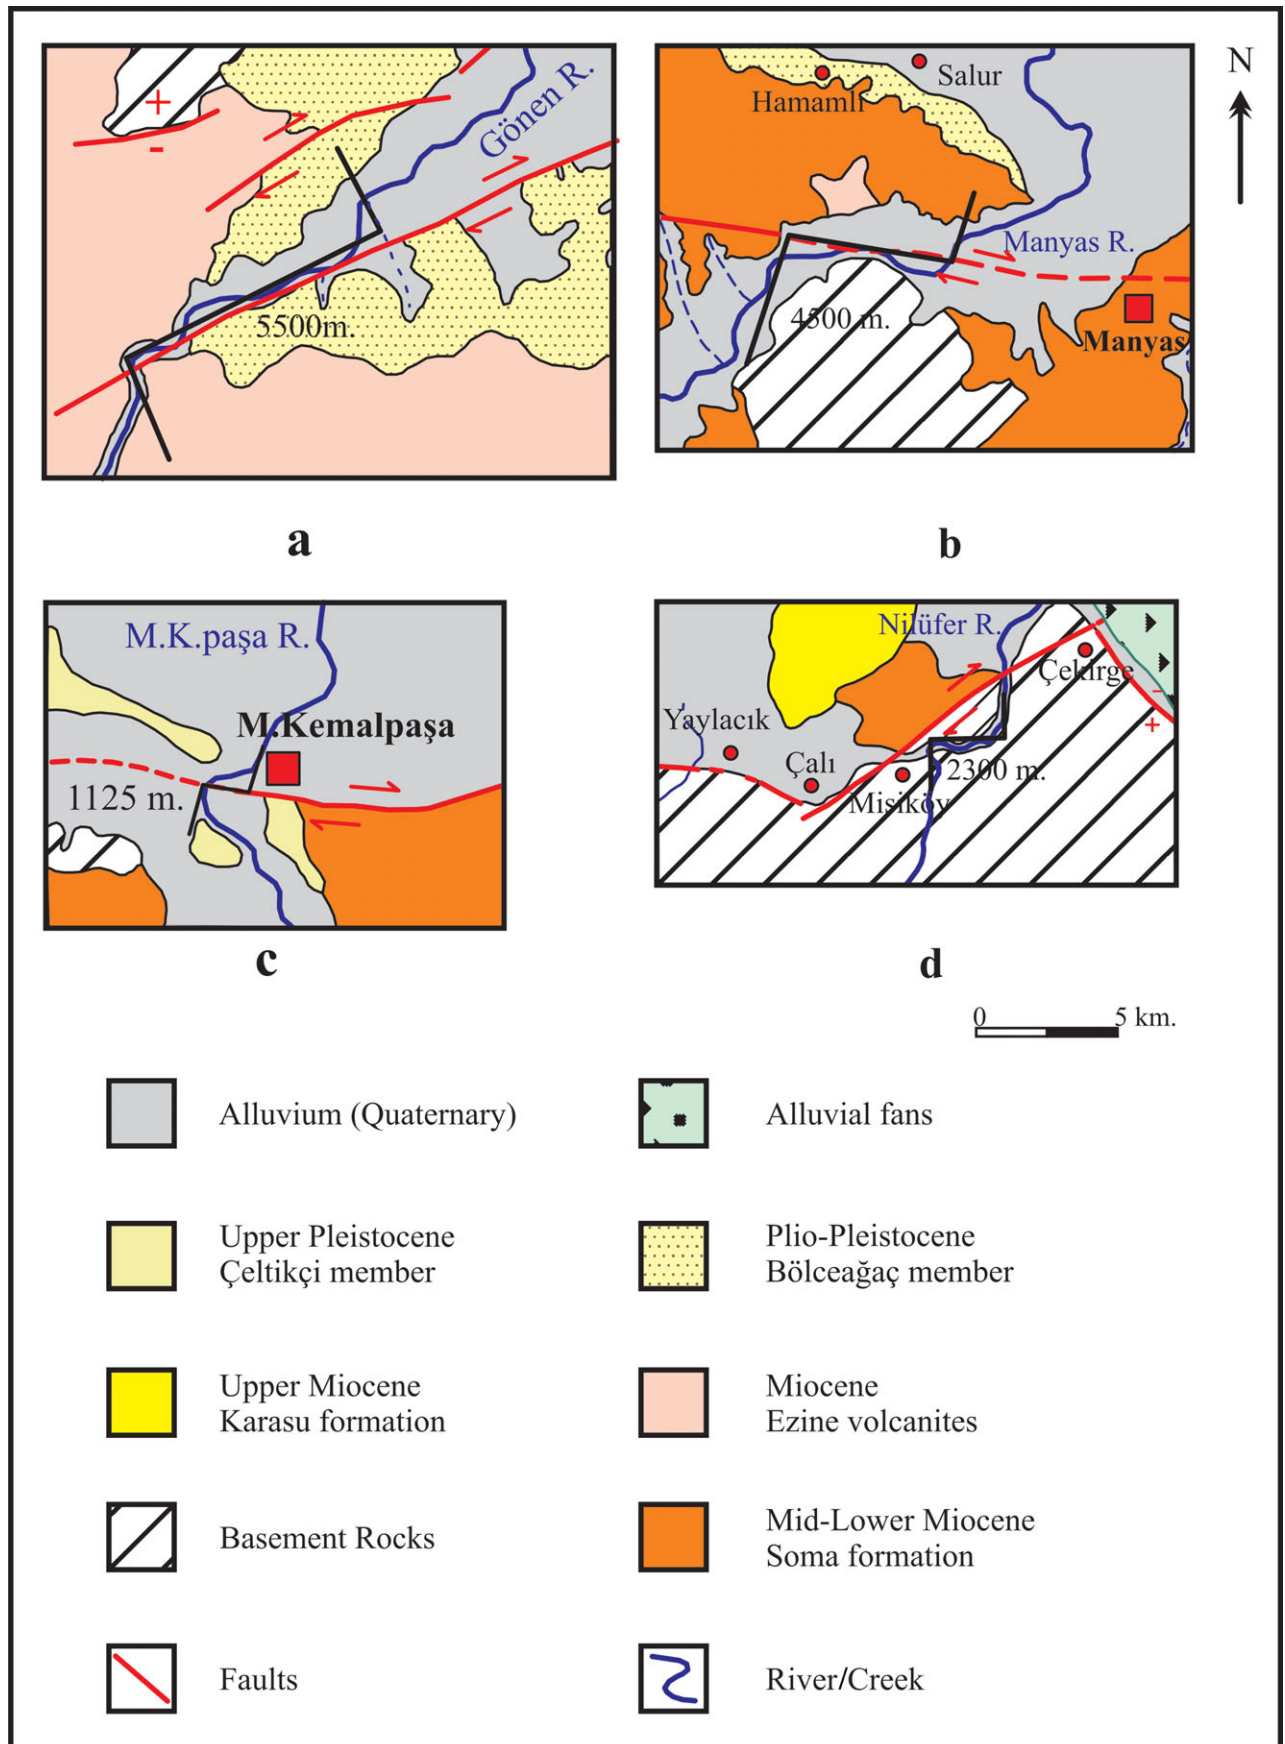 N
Gönen R.
+
-
5500m.
a
Salur
Hamamlı
Manyas R.
4500 m.
Manyas
b
M.K.paşa R.
M.Kemalpaşa
1125 m.
c
Nilüfer R.
Çekirge
Yaylacık
Çalı
Misiköy
2300 m.
-
+
d
0 5 km.
Alluvium (Quaternary)
Alluvial fans
Upper Pleistocene
Çeltikçi member
Plio-Pleistocene
Bölceağaç member
Upper Miocene
Karasu formation
Miocene
Ezine volcanites
Basement Rocks
Mid-Lower Miocene
Soma formation
Faults
River/Creek